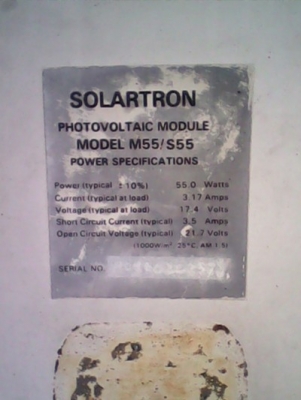 SOLARTRON
PHOTOVOLTAIC MODULE
MODEL M55/S55
POWER SPECIFICATIONS
Power (typical ±10%) 55.0 Watts
Current (typical at load) 3.17 Amps
Voltage (typical at load) 17.4 Volts
Short Circuit Current (typical) 3.5 Amps
Open Circuit Voltage (typical) 21.7 Volts
(1000W/m² 25°C, AM 1.5)
SERIAL NO.